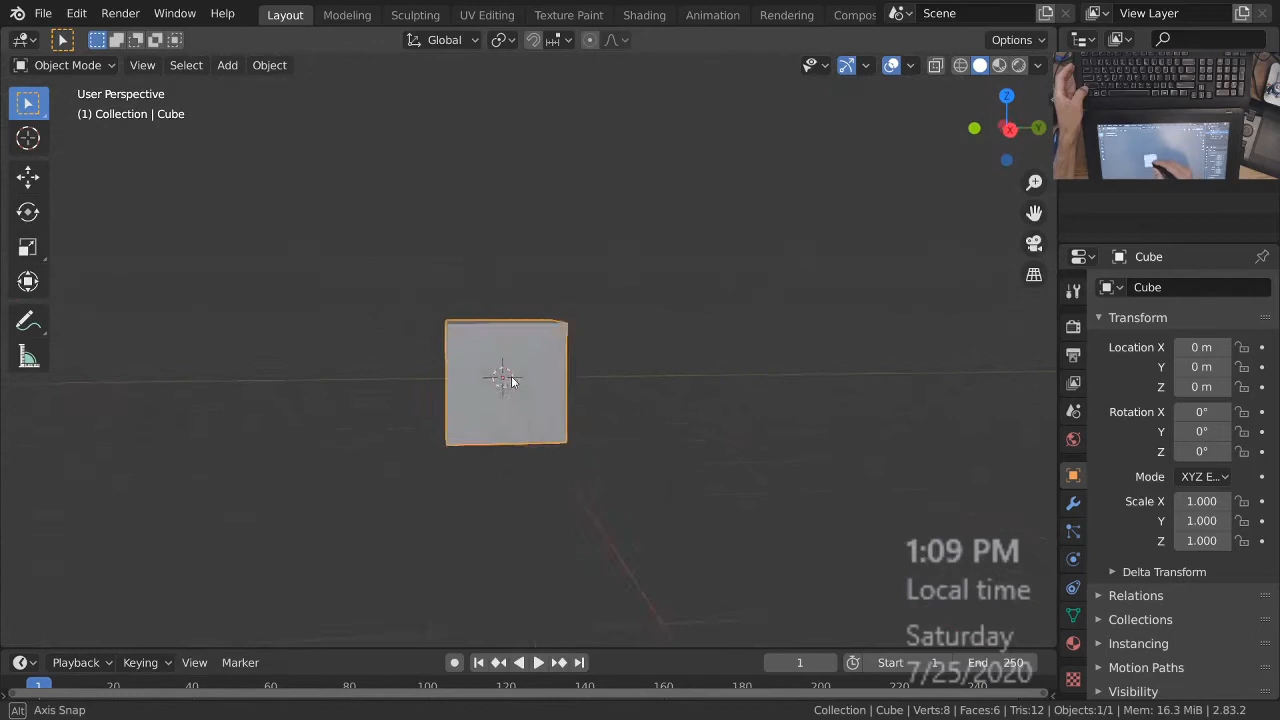 File Edit Render Window Help Layout Modeling Sculpting UV Editing Texture Paint Shading Animation Rendering Compos Scene View Layer
Global Options
Object Mode View Select Add Object
User Perspective
(1) Collection | Cube
Z
X
Y
Cube
Cube
Transform
Location X 0 m
Y 0 m
Z 0 m
Rotation X 0°
Y 0°
Z 0°
Mode XYZ E...
Scale X 1.000
Y 1.000
Z 1.000
Delta Transform
Relations
Collections
Instancing
Motion Paths
Visibility
1:09 PM
Local time
Saturday
7/25/2020
Playback Keying View Marker 1 Start 1 End 250
1 20 40 60 80 100 120 140 160 180 200 220 240
Alt Axis Snap Collection | Cube | Verts:8 | Faces:6 | Tris:12 | Objects:1/1 | Mem: 16.3 MiB | 2.83.2